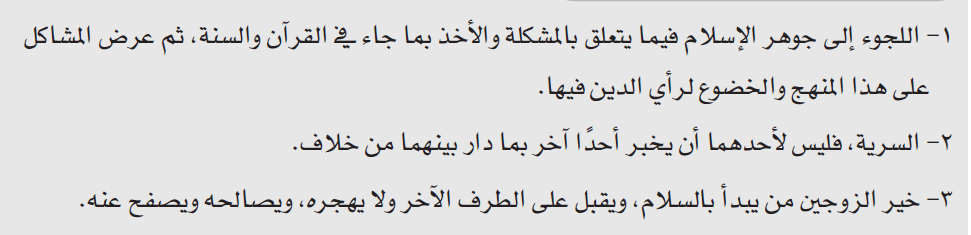 ١- اللجوء إلى جوهر الإسلام فيما يتعلق بالمشكلة والأخذ بما جاء في القرآن والسنة، ثم عرض المشاكل
على هذا المنهج والخضوع لرأي الدين فيها.
٢- السرية، فليس لأحدهما أن يخبر أحدًا آخر بما دار بينهما من خلاف.
٣- خير الزوجين من يبدأ بالسلام، ويقبل على الطرف الآخر ولا يهجره، ويصالحه ويصفح عنه.